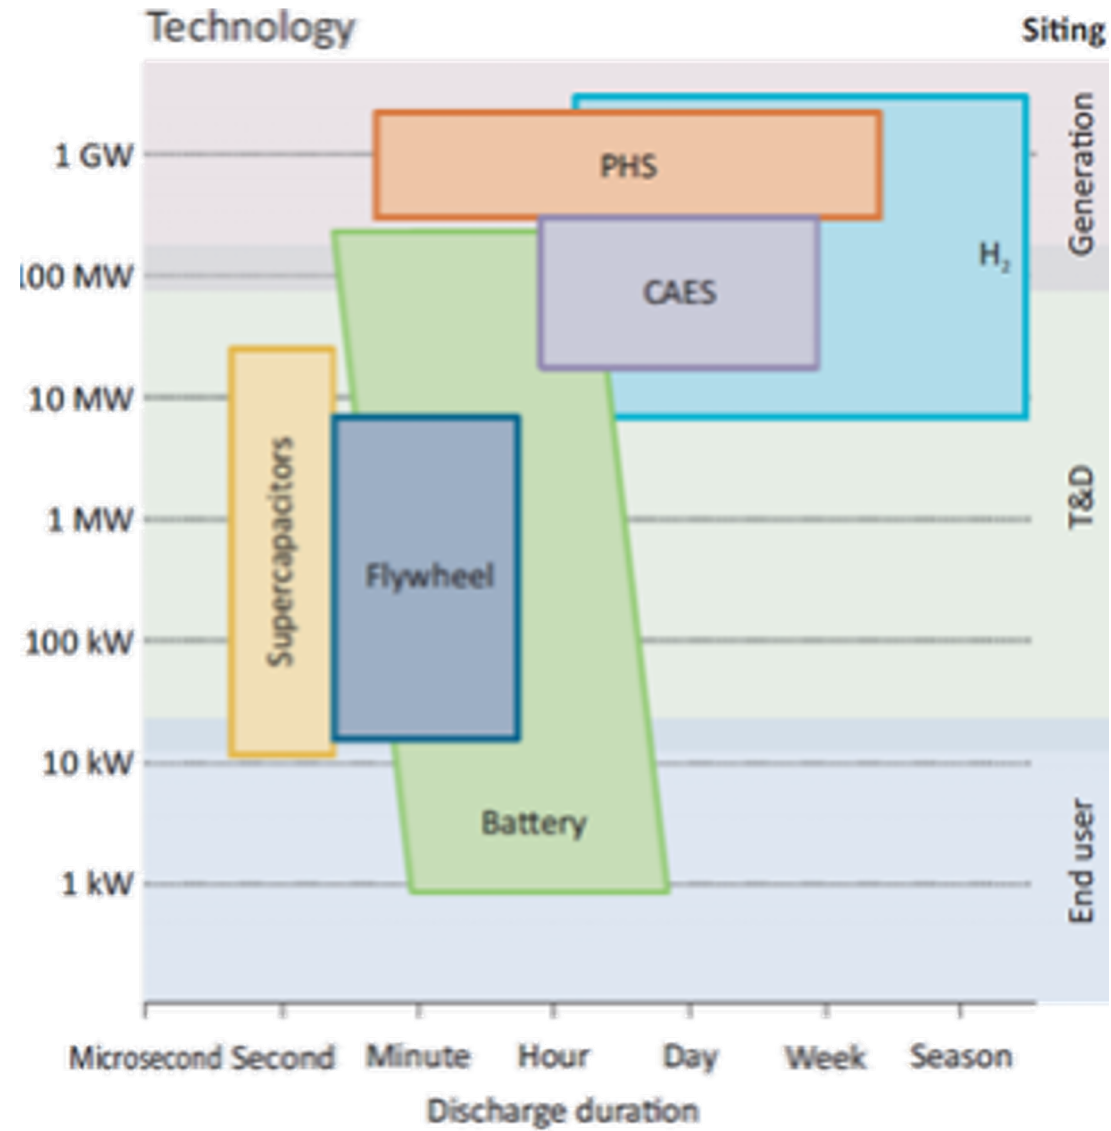 Technology
Siting
1 GW
100 MW
10 MW
1 MW
100 kW
10 kW
1 kW
PHS
H₂
CAES
Supercapacitors
Flywheel
Battery
Generation
T&D
End user
Microsecond Second Minute Hour Day Week Season
Discharge duration